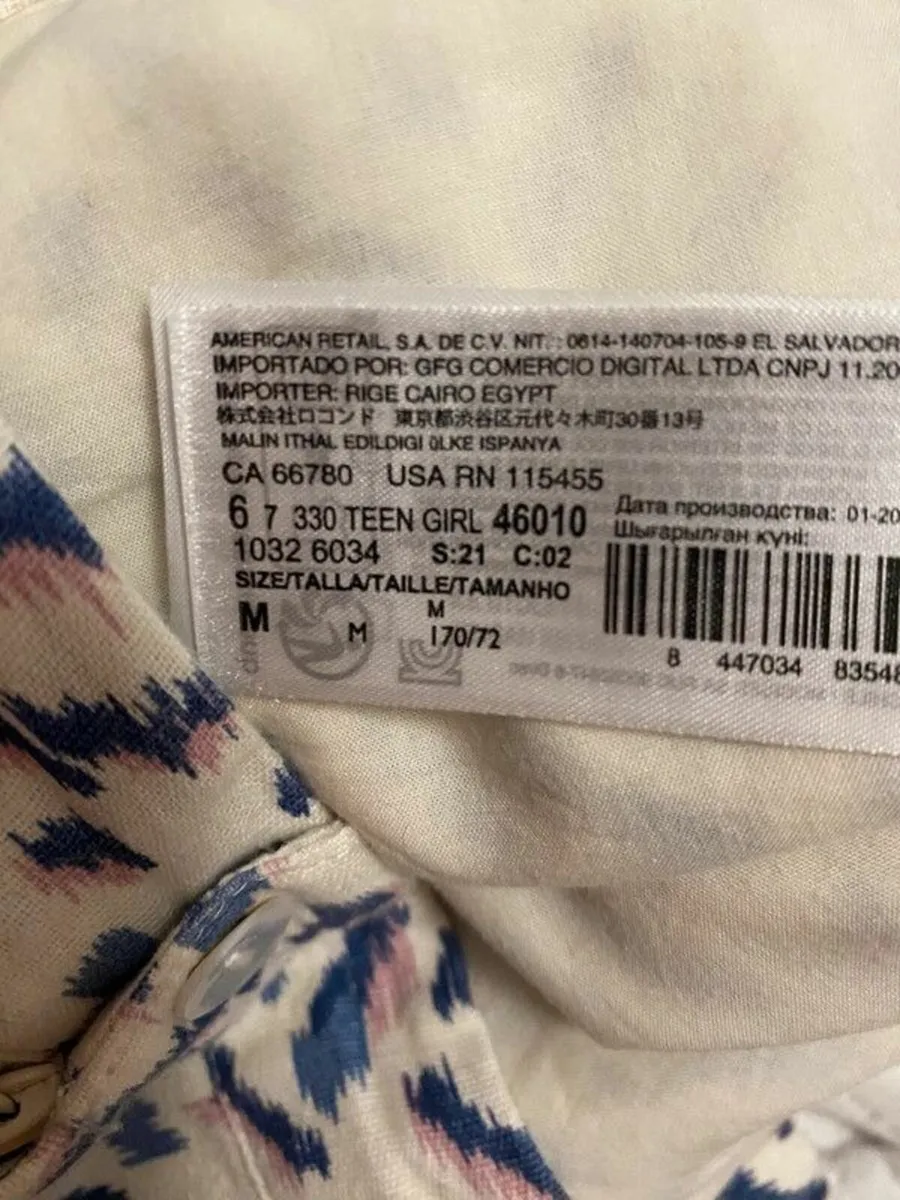 AMERICAN RETAIL, S.A. DE C.V. NIT.: 0614-140704-105-9 EL SALVADOR
IMPORTADO POR: GFG COMERCIO DIGITAL LTDA CNPJ 11.20
IMPORTER: RIGE CAIRO EGYPT
株式会社ロコンド 東京都渋谷区元代々木町30番13号
MALIN ITHAL EDILDIGI ÜLKE ISPANYA
CA 66780 USA RN 115455
6 7 330 TEEN GIRL 46010
Дата производства: 01-20
Шығарылған күні:
1032 6034 S:21 C:02
SIZE/TALLA/TAILLE/TAMANHO
M M M
170/72
8 447034 83548